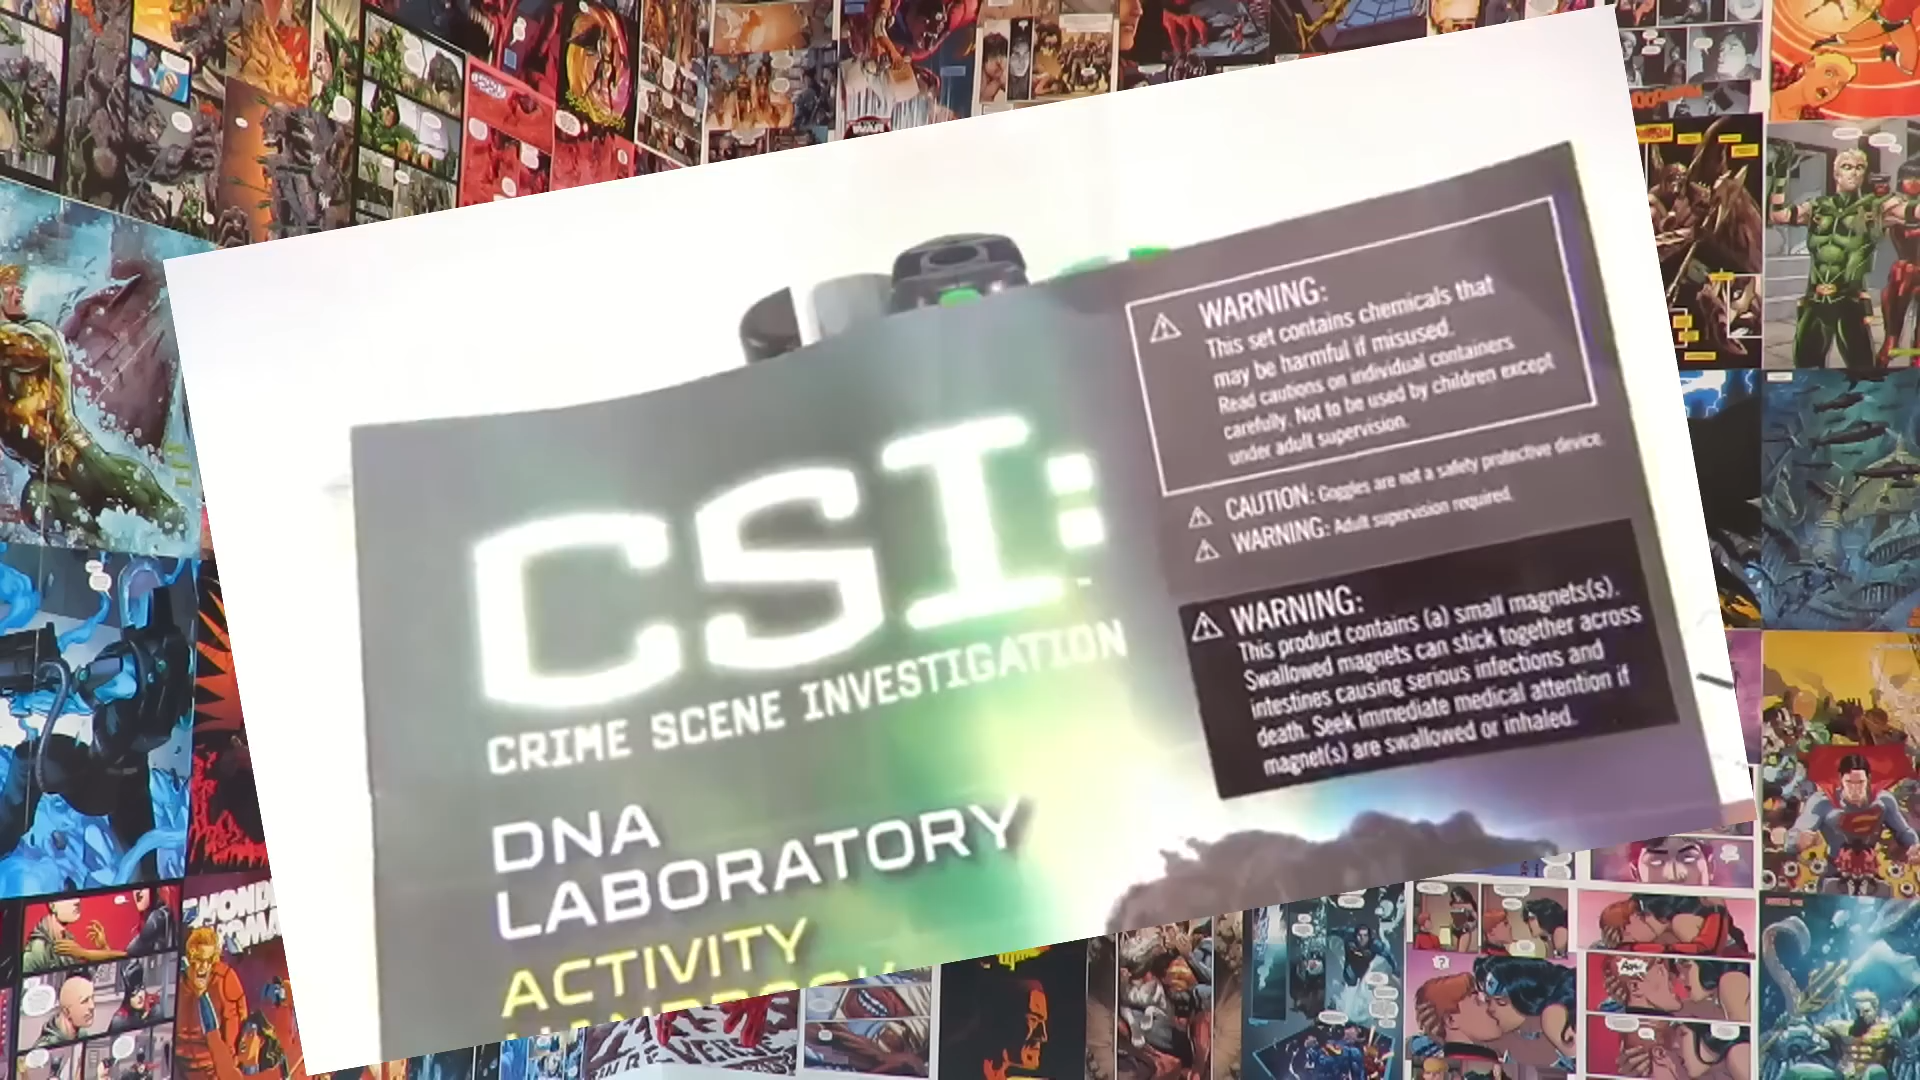 CSI:
CRIME SCENE INVESTIGATION
DNA
LABORATORY
ACTIVITY
HANDBOOK
WARNING:
This set contains chemicals that
may be harmful if misused.
Read cautions on individual containers
carefully. Not to be used by children except
under adult supervision.
CAUTION: Goggles are not a safety protective device.
WARNING: Adult supervision required.
WARNING:
This product contains (a) small magnets(s).
Swallowed magnets can stick together across
intestines causing serious infections and
death. Seek immediate medical attention if
magnet(s) are swallowed or inhaled.